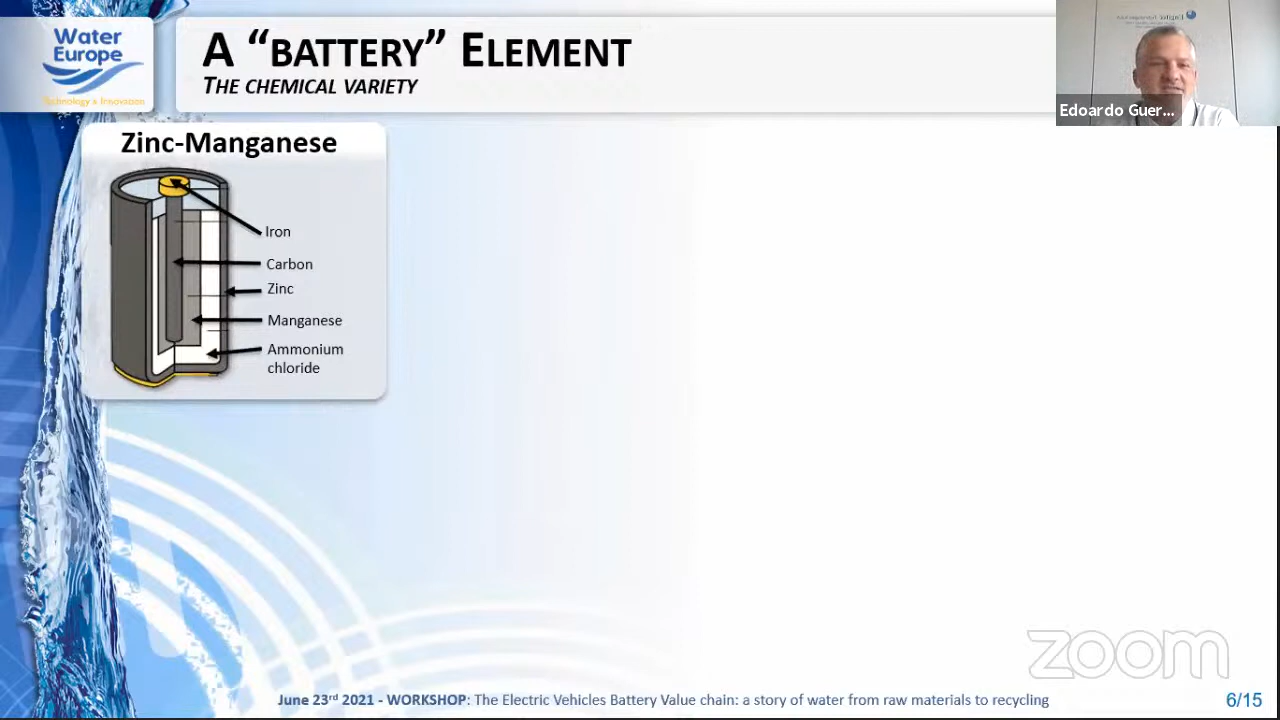 Water
Europe
Technology & Innovation
A “BATTERY” ELEMENT
THE CHEMICAL VARIETY
Edoardo Guer...
Zinc-Manganese
Iron
Carbon
Zinc
Manganese
Ammonium
chloride
zoom
June 23rd 2021 - WORKSHOP: The Electric Vehicles Battery Value chain: a story of water from raw materials to recycling
6/15